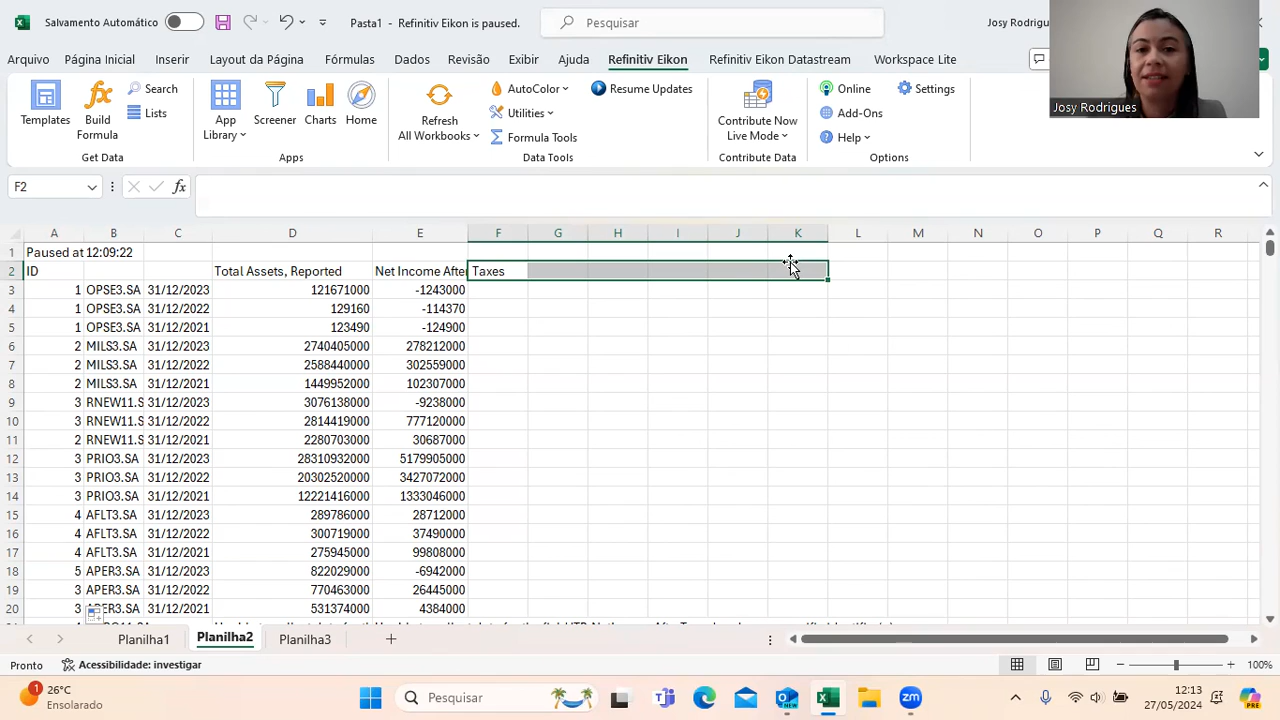 Salvamento Automático Pasta1 - Refinitiv Eikon is paused. Pesquisar Josy Rodrigues
Arquivo Página Inicial Inserir Layout da Página Fórmulas Dados Revisão Exibir Ajuda Refinitiv Eikon Refinitiv Eikon Datastream Workspace Lite
Templates Build Formula Search Lists
App Library Screener Charts Home
Refresh All Workbooks AutoColor Utilities Formula Tools Resume Updates
Contribute Now Live Mode
Online Add-Ons Help Settings
Get Data Apps Data Tools Contribute Data Options
Josy Rodrigues
F2 fx
A B C D E F G H I J K L M N O P Q R
1 Paused at 12:09:22
2 ID Total Assets, Reported Net Income After Taxes
3 1 OPSE3.SA 31/12/2023 121671000 -1243000
4 1 OPSE3.SA 31/12/2022 129160 -114370
5 1 OPSE3.SA 31/12/2021 123490 -124900
6 2 MILS3.SA 31/12/2023 2740405000 278212000
7 2 MILS3.SA 31/12/2022 2588440000 302559000
8 2 MILS3.SA 31/12/2021 1449952000 102307000
9 3 RNEW11.S 31/12/2023 3076138000 -9238000
10 3 RNEW11.S 31/12/2022 2814419000 777120000
11 2 RNEW11.S 31/12/2021 2280703000 30687000
12 3 PRIO3.SA 31/12/2023 28310932000 5179905000
13 3 PRIO3.SA 31/12/2022 20302520000 3427072000
14 3 PRIO3.SA 31/12/2021 12221416000 1333046000
15 4 AFLT3.SA 31/12/2023 289786000 28712000
16 4 AFLT3.SA 31/12/2022 300719000 37490000
17 4 AFLT3.SA 31/12/2021 275945000 99808000
18 5 APER3.SA 31/12/2023 822029000 -6942000
19 3 APER3.SA 31/12/2022 770463000 26445000
20 3 APER3.SA 31/12/2021 531374000 4384000
Planilha1 Planilha2 Planilha3
Pronto Acessibilidade: investigar 100%
1 26°C Ensolarado Pesquisar NEW zm 12:13 27/05/2024 PRE